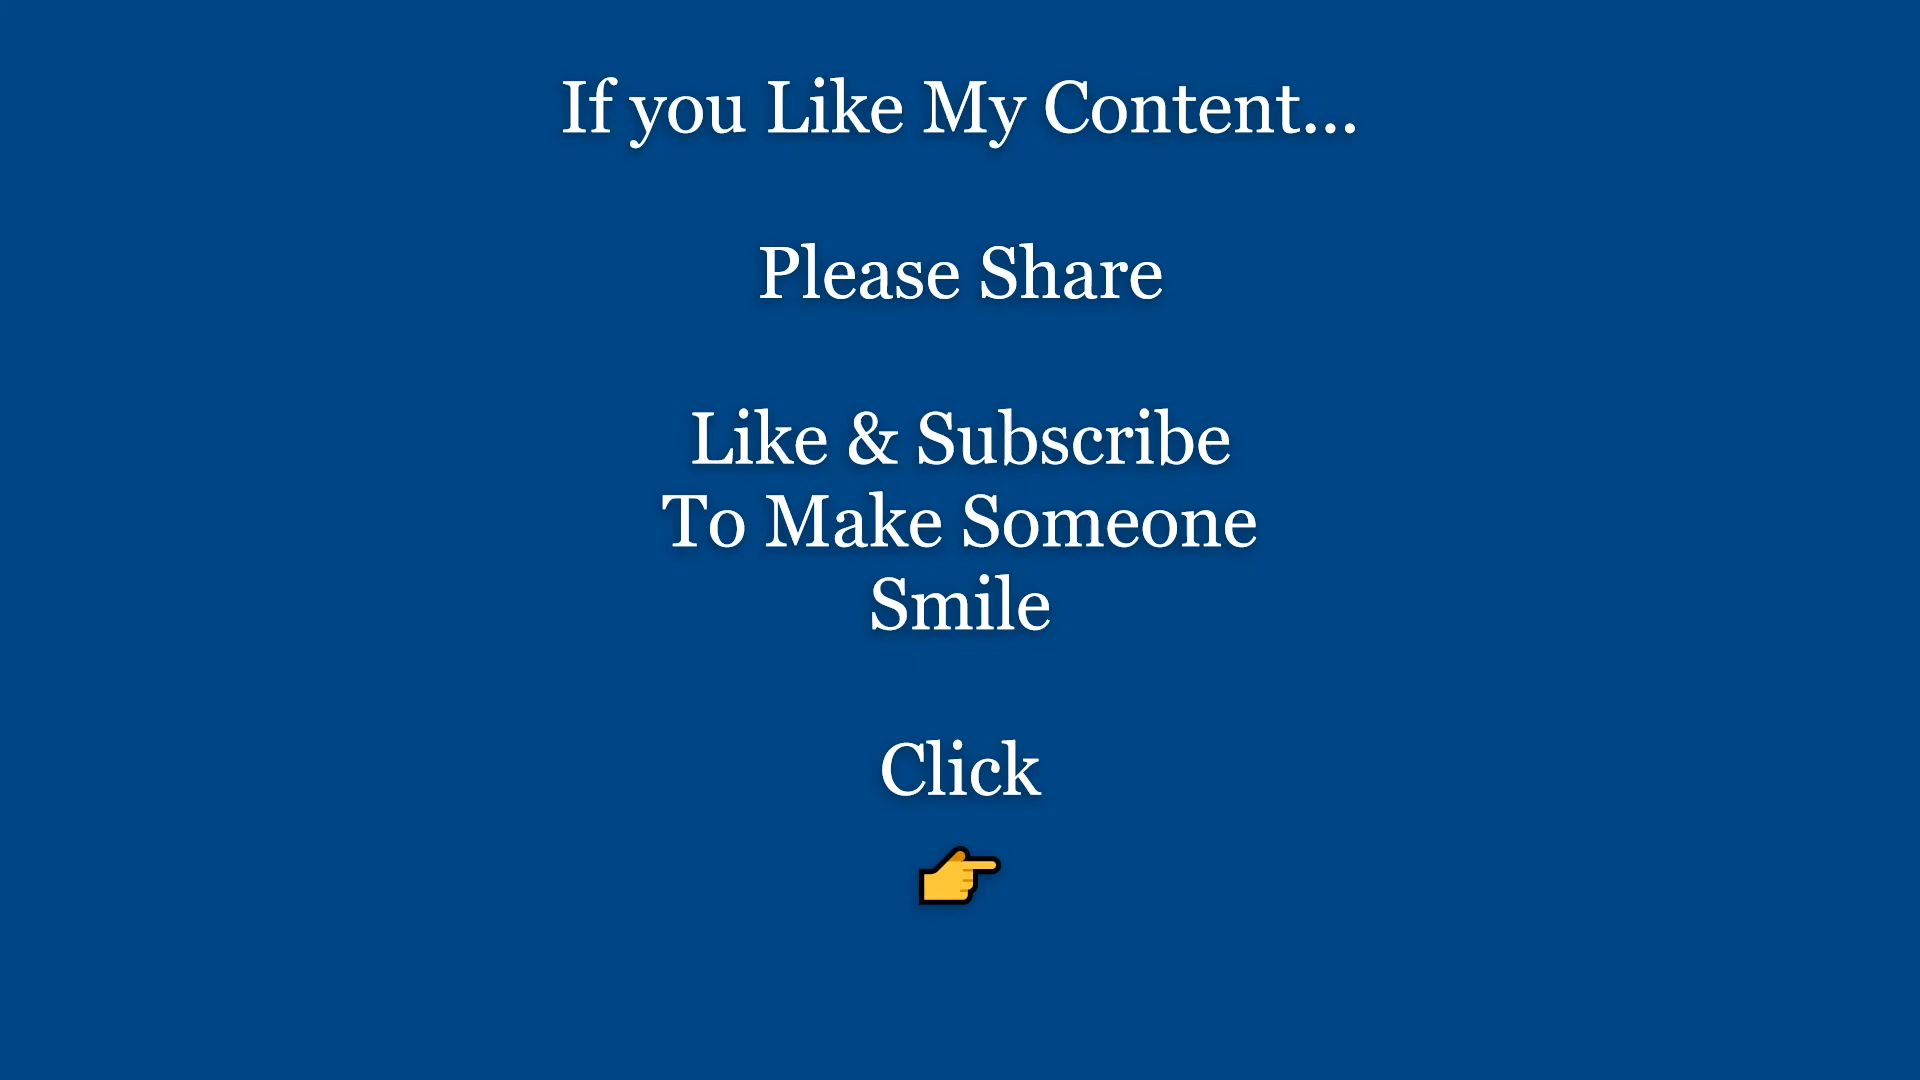 If you Like My Content...
Please Share
Like & Subscribe
To Make Someone
Smile
Click